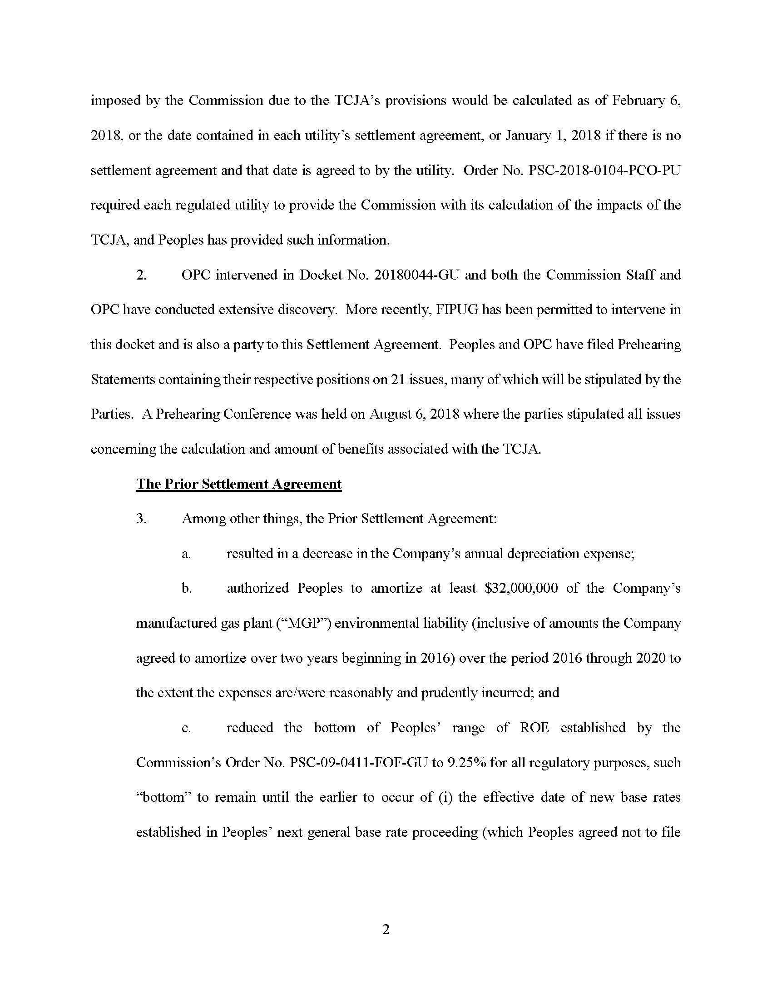 imposed by the Commission due to the TCJA’s provisions would be calculated as of February 6,
2018, or the date contained in each utility’s settlement agreement, or January 1, 2018 if there is no
settlement agreement and that date is agreed to by the utility.  Order No. PSC-2018-0104-PCO-PU
required each regulated utility to provide the Commission with its calculation of the impacts of the
TCJA, and Peoples has provided such information.
2. OPC intervened in Docket No. 20180044-GU and both the Commission Staff and
OPC have conducted extensive discovery.  More recently, FIPUG has been permitted to intervene in
this docket and is also a party to this Settlement Agreement.  Peoples and OPC have filed Prehearing
Statements containing their respective positions on 21 issues, many of which will be stipulated by the
Parties.  A Prehearing Conference was held on August 6, 2018 where the parties stipulated all issues
concerning the calculation and amount of benefits associated with the TCJA.
The Prior Settlement Agreement
3. Among other things, the Prior Settlement Agreement:
a. resulted in a decrease in the Company’s annual depreciation expense;
b. authorized Peoples to amortize at least $32,000,000 of the Company’s
manufactured gas plant (“MGP”) environmental liability (inclusive of amounts the Company
agreed to amortize over two years beginning in 2016) over the period 2016 through 2020 to
the extent the expenses are/were reasonably and prudently incurred; and
c. reduced the bottom of Peoples’ range of ROE established by the
Commission’s Order No. PSC-09-0411-FOF-GU to 9.25% for all regulatory purposes, such
“bottom” to remain until the earlier to occur of (i) the effective date of new base rates
established in Peoples’ next general base rate proceeding (which Peoples agreed not to file
2